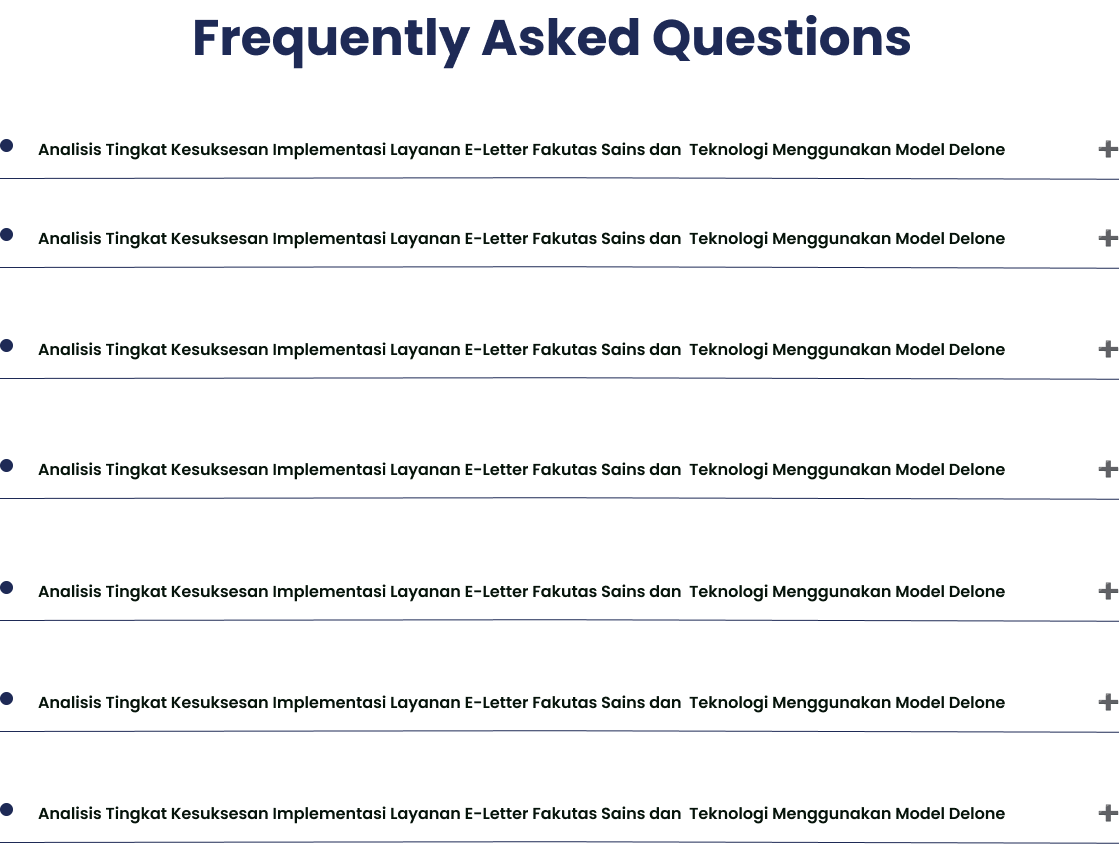 Frequently Asked Questions
Analisis Tingkat Kesuksesan Implementasi Layanan E-Letter Fakutas Sains dan Teknologi Menggunakan Model Delone
Analisis Tingkat Kesuksesan Implementasi Layanan E-Letter Fakutas Sains dan Teknologi Menggunakan Model Delone
Analisis Tingkat Kesuksesan Implementasi Layanan E-Letter Fakutas Sains dan Teknologi Menggunakan Model Delone
Analisis Tingkat Kesuksesan Implementasi Layanan E-Letter Fakutas Sains dan Teknologi Menggunakan Model Delone
Analisis Tingkat Kesuksesan Implementasi Layanan E-Letter Fakutas Sains dan Teknologi Menggunakan Model Delone
Analisis Tingkat Kesuksesan Implementasi Layanan E-Letter Fakutas Sains dan Teknologi Menggunakan Model Delone
Analisis Tingkat Kesuksesan Implementasi Layanan E-Letter Fakutas Sains dan Teknologi Menggunakan Model Delone